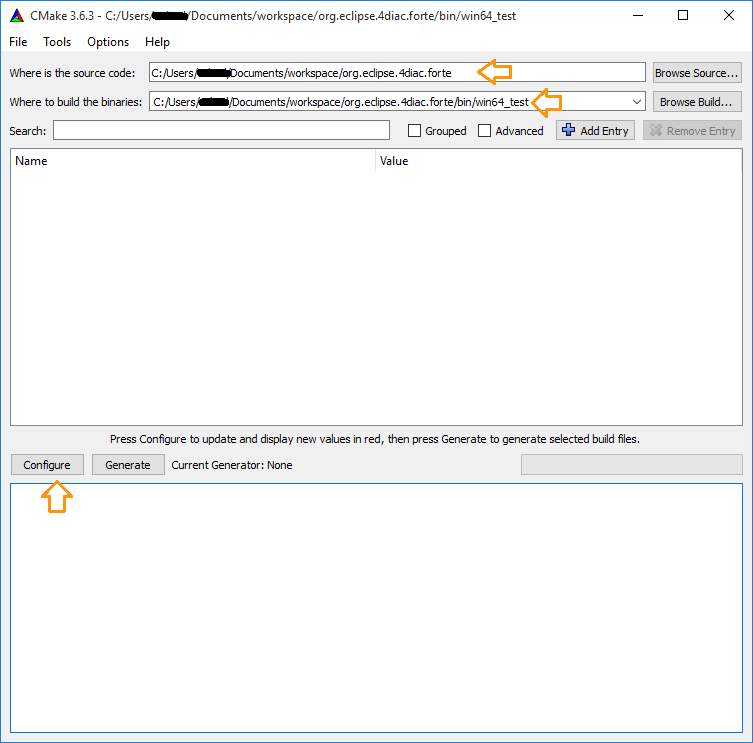 CMake 3.6.3 - C:/Users/ /Documents/workspace/org.eclipse.4diac.forte/bin/win64_test
File Tools Options Help
Where is the source code: C:/Users/ /Documents/workspace/org.eclipse.4diac.forte Browse Source...
Where to build the binaries: C:/Users/ /Documents/workspace/org.eclipse.4diac.forte/bin/win64_test Browse Build...
Search: Grouped Advanced Add Entry Remove Entry
Name Value
Press Configure to update and display new values in red, then press Generate to generate selected build files.
Configure Generate Current Generator: None